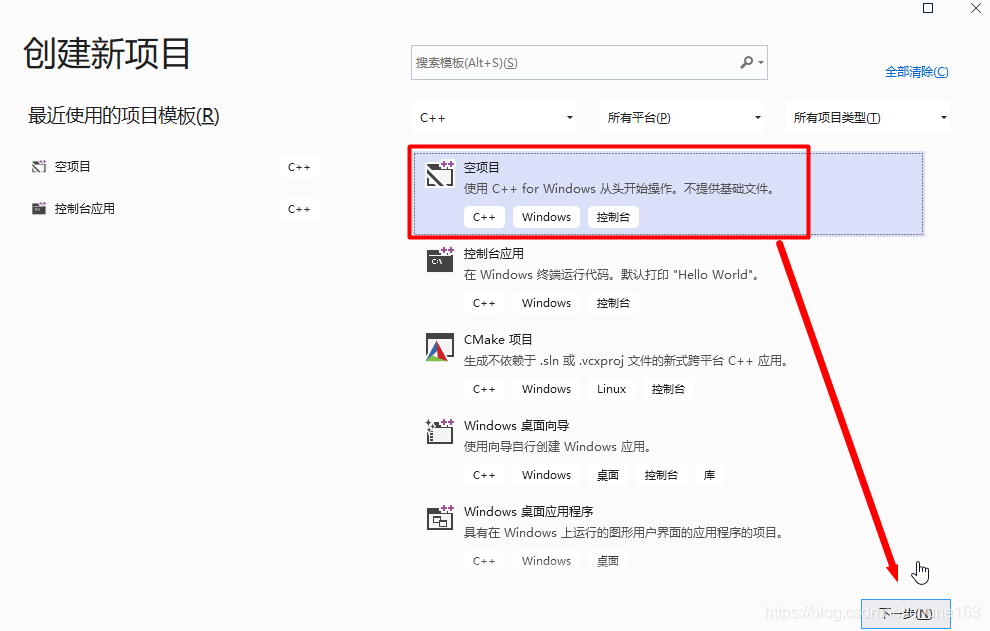 创建新项目
最近使用的项目模板(R)
空项目 C++
控制台应用 C++
搜索模板(Alt+S)(S)
全部清除(C)
C++ 所有平台(P) 所有项目类型(T)
空项目
使用 C++ for Windows 从头开始操作。不提供基础文件。
C++ Windows 控制台
控制台应用
在 Windows 终端运行代码。默认打印 "Hello World"。
C++ Windows 控制台
CMake 项目
生成不依赖于 .sln 或 .vcxproj 文件的新式跨平台 C++ 应用。
C++ Windows Linux 控制台
Windows 桌面向导
使用向导自行创建 Windows 应用。
C++ Windows 桌面 控制台 库
Windows 桌面应用程序
具有在 Windows 上运行的图形用户界面的应用程序的项目。
C++ Windows 桌面
下一步(N)